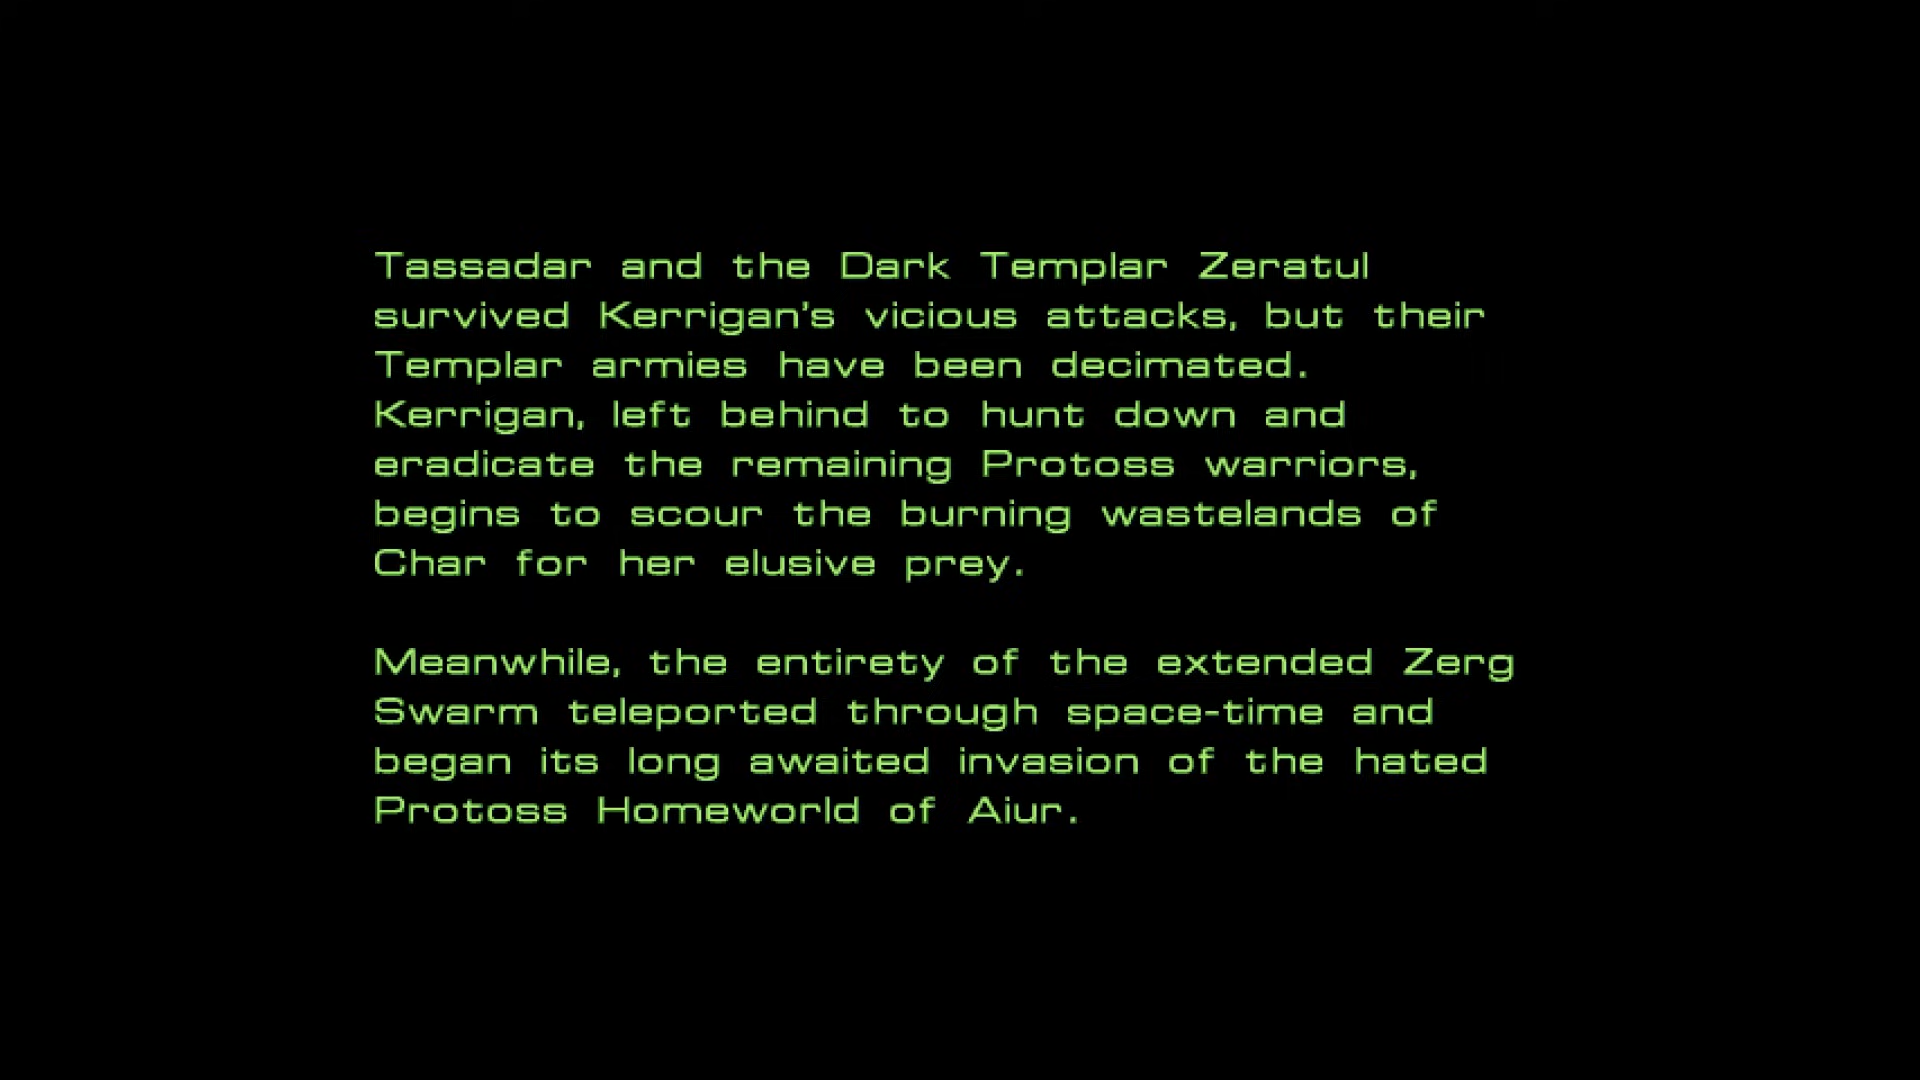 Tassadar and the Dark Templar Zeratul
survived Kerrigan's vicious attacks, but their
Templar armies have been decimated.
Kerrigan, left behind to hunt down and
eradicate the remaining Protoss warriors,
begins to scour the burning wastelands of
Char for her elusive prey.
Meanwhile, the entirety of the extended Zerg
Swarm teleported through space-time and
began its long awaited invasion of the hated
Protoss Homeworld of Aiur.